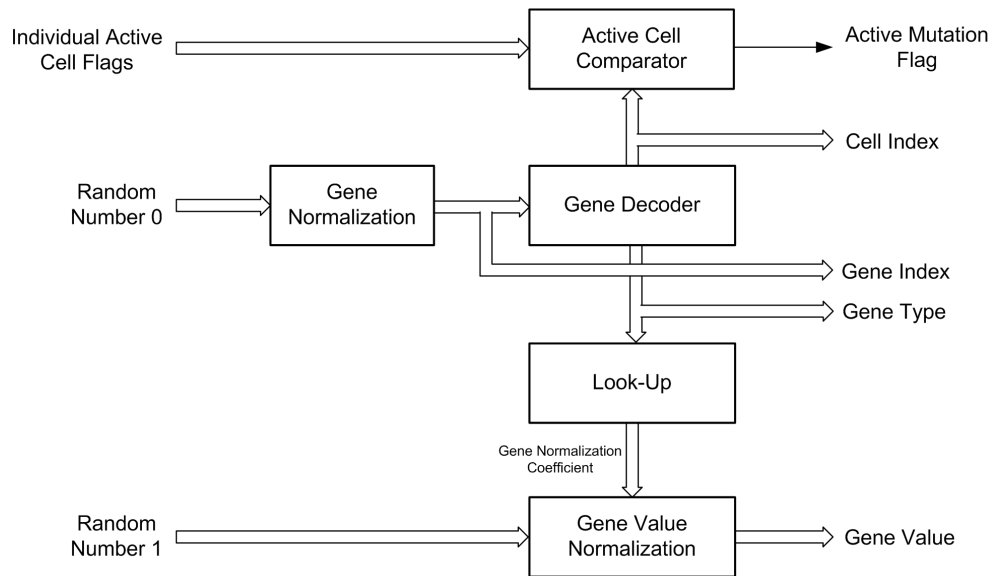 Individual Active
Cell Flags
Active Cell
Comparator
Active Mutation
Flag
Cell Index
Random
Number 0
Gene
Normalization
Gene Decoder
Gene Index
Gene Type
Look-Up
Gene Normalization
Coefficient
Random
Number 1
Gene Value
Normalization
Gene Value